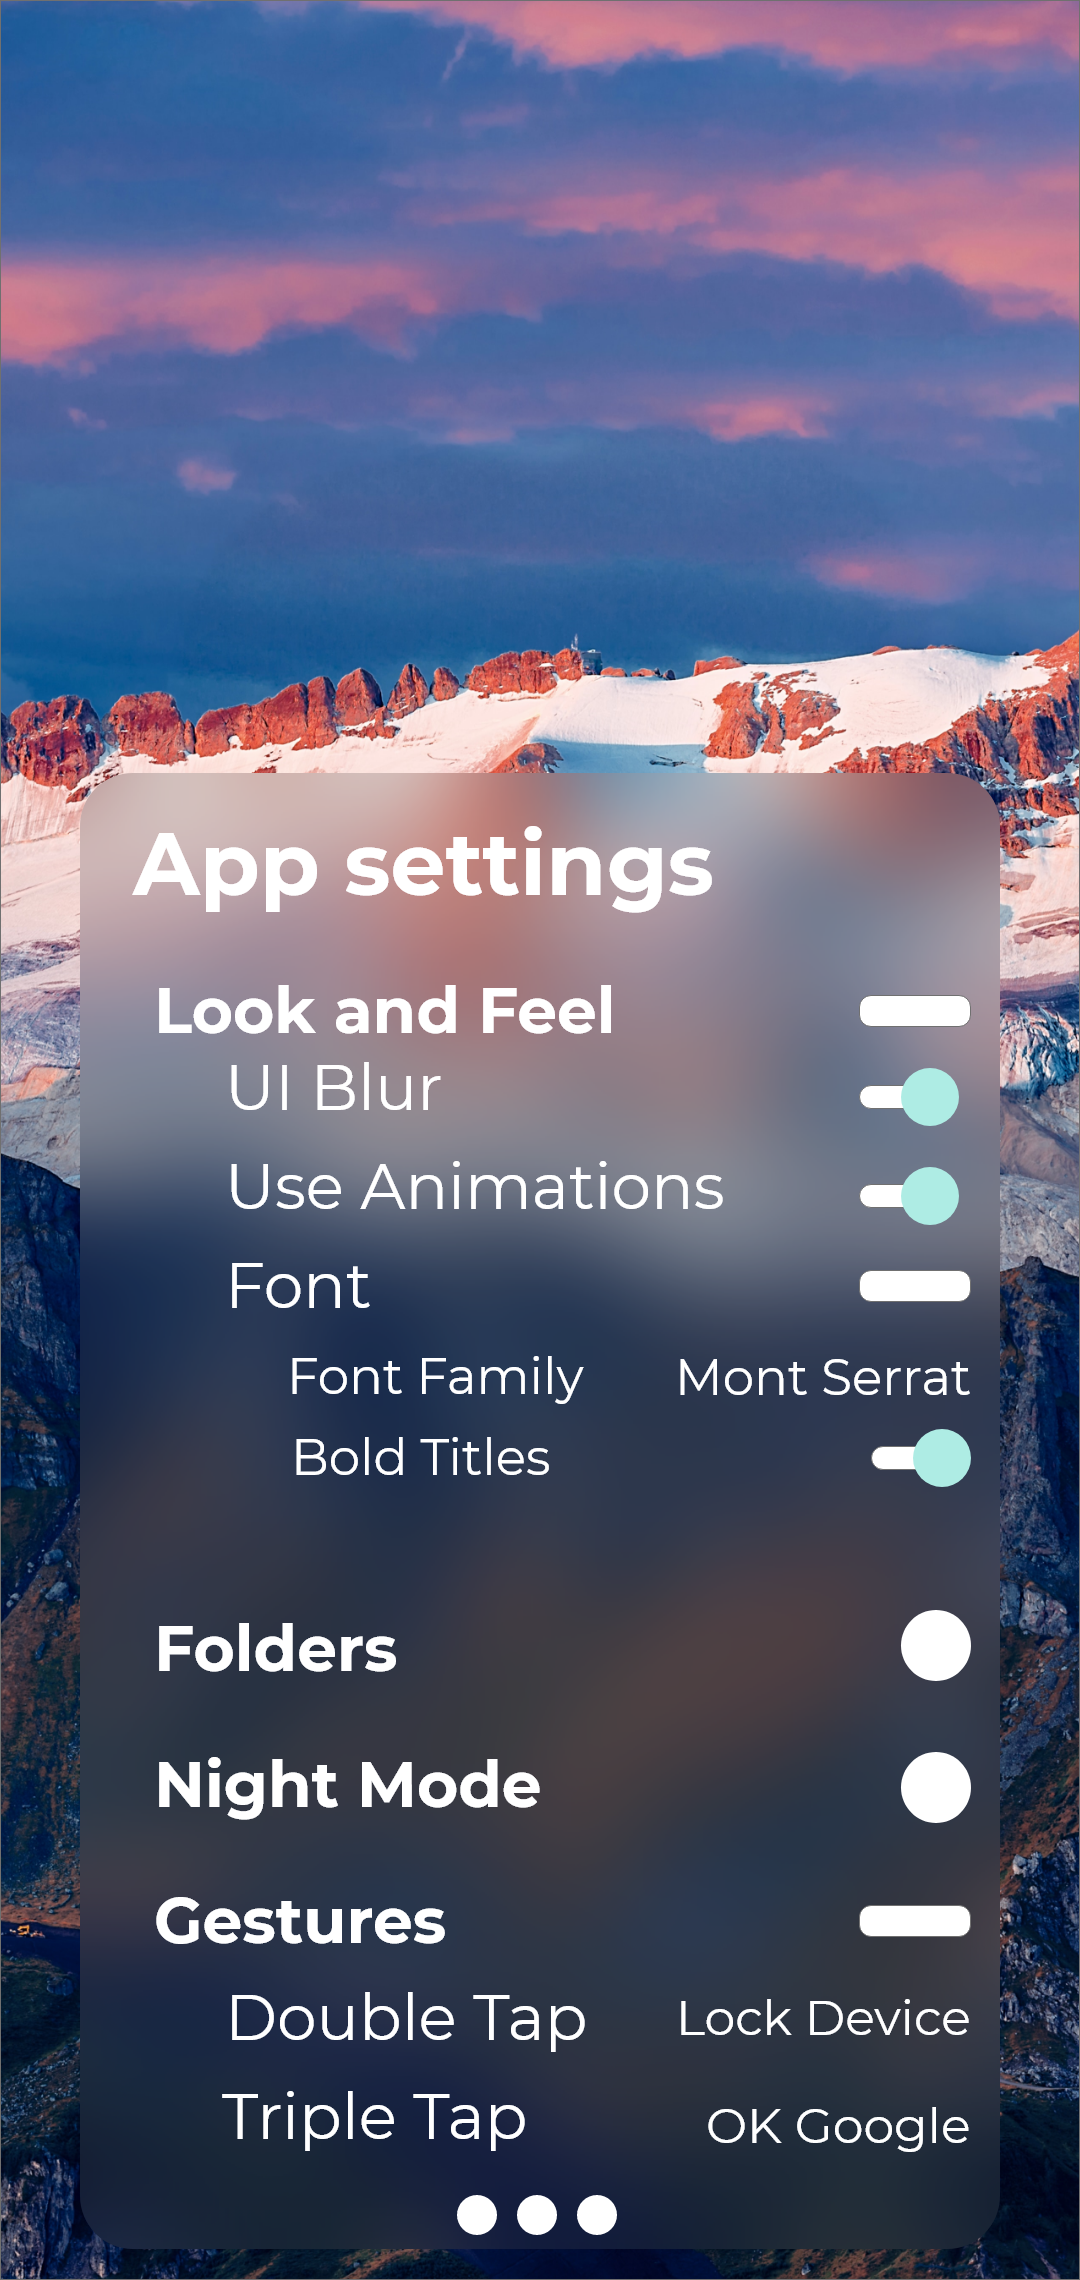 App settings
Look and Feel
UI Blur
Use Animations
Font
Font Family Mont Serrat
Bold Titles
Folders
Night Mode
Gestures
Double Tap Lock Device
Triple Tap OK Google